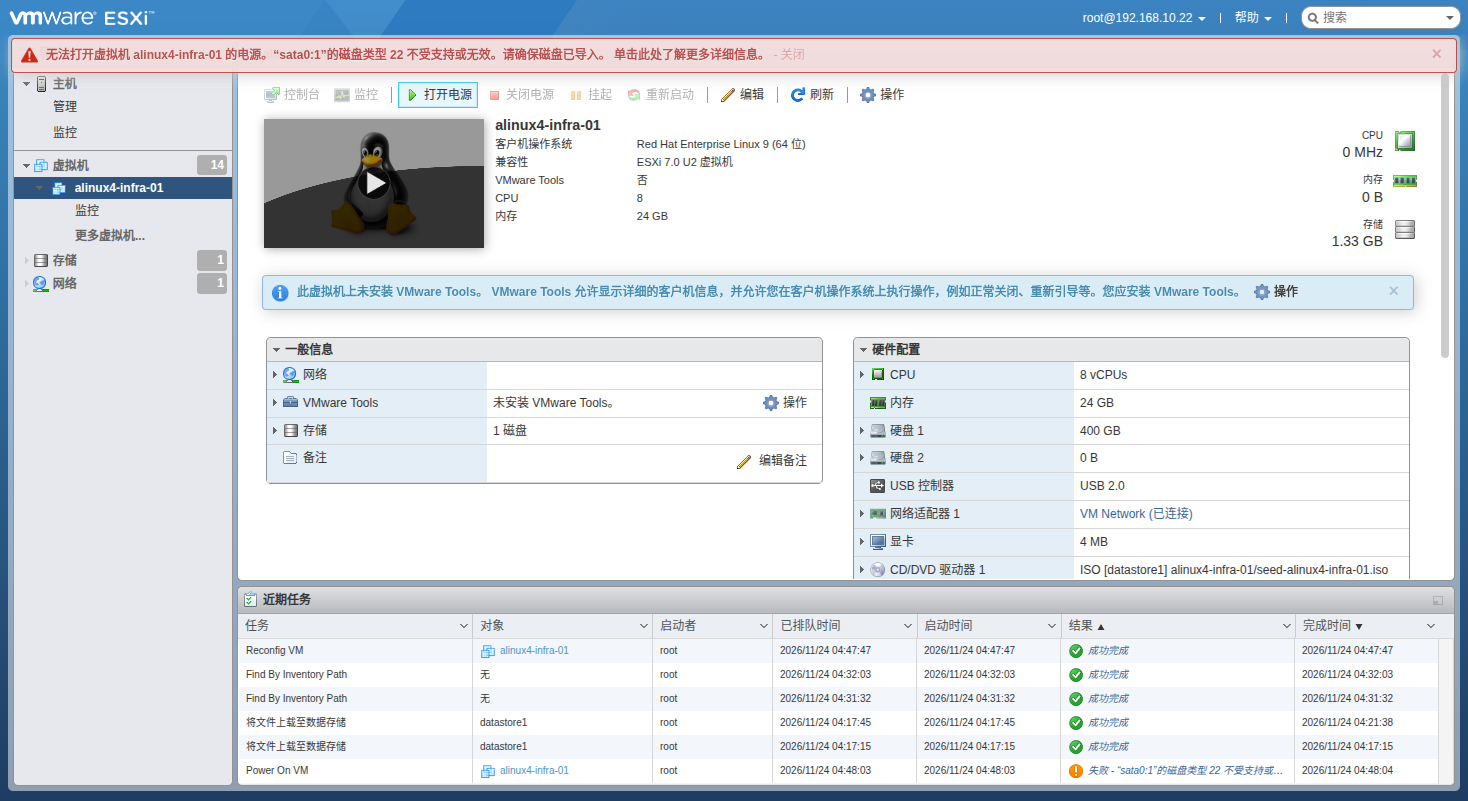 vmware ESXi™
root@192.168.10.22 | 帮助 | 搜索
无法打开虚拟机 alinux4-infra-01 的电源。“sata0:1”的磁盘类型 22 不受支持或无效。请确保磁盘已导入。 单击此处了解更多详细信息。 - 关闭
主机
管理
监控
虚拟机 14
alinux4-infra-01
监控
更多虚拟机...
存储 1
网络 1
控制台 监控 | 打开电源 关闭电源 挂起 重新启动 | 编辑 | 刷新 | 操作
alinux4-infra-01
客户机操作系统 Red Hat Enterprise Linux 9 (64 位)
兼容性 ESXi 7.0 U2 虚拟机
VMware Tools 否
CPU 8
内存 24 GB
CPU
0 MHz
内存
0 B
存储
1.33 GB
此虚拟机上未安装 VMware Tools。 VMware Tools 允许显示详细的客户机信息，并允许您在客户机操作系统上执行操作，例如正常关闭、重新引导等。您应安装 VMware Tools。 操作
一般信息
网络
VMware Tools 未安装 VMware Tools。 操作
存储 1 磁盘
备注 编辑备注
硬件配置
CPU 8 vCPUs
内存 24 GB
硬盘 1 400 GB
硬盘 2 0 B
USB 控制器 USB 2.0
网络适配器 1 VM Network (已连接)
显卡 4 MB
CD/DVD 驱动器 1 ISO [datastore1] alinux4-infra-01/seed-alinux4-infra-01.iso
近期任务
任务 对象 启动者 已排队时间 启动时间 结果 ▲ 完成时间 ▼
Reconfig VM alinux4-infra-01 root 2026/11/24 04:47:47 2026/11/24 04:47:47 成功完成 2026/11/24 04:47:47
Find By Inventory Path 无 root 2026/11/24 04:32:03 2026/11/24 04:32:03 成功完成 2026/11/24 04:32:03
Find By Inventory Path 无 root 2026/11/24 04:31:32 2026/11/24 04:31:32 成功完成 2026/11/24 04:31:32
将文件上载至数据存储 datastore1 root 2026/11/24 04:17:45 2026/11/24 04:17:45 成功完成 2026/11/24 04:21:38
将文件上载至数据存储 datastore1 root 2026/11/24 04:17:15 2026/11/24 04:17:15 成功完成 2026/11/24 04:17:15
Power On VM alinux4-infra-01 root 2026/11/24 04:48:03 2026/11/24 04:48:03 失败 - “sata0:1”的磁盘类型 22 不受支持或… 2026/11/24 04:48:04